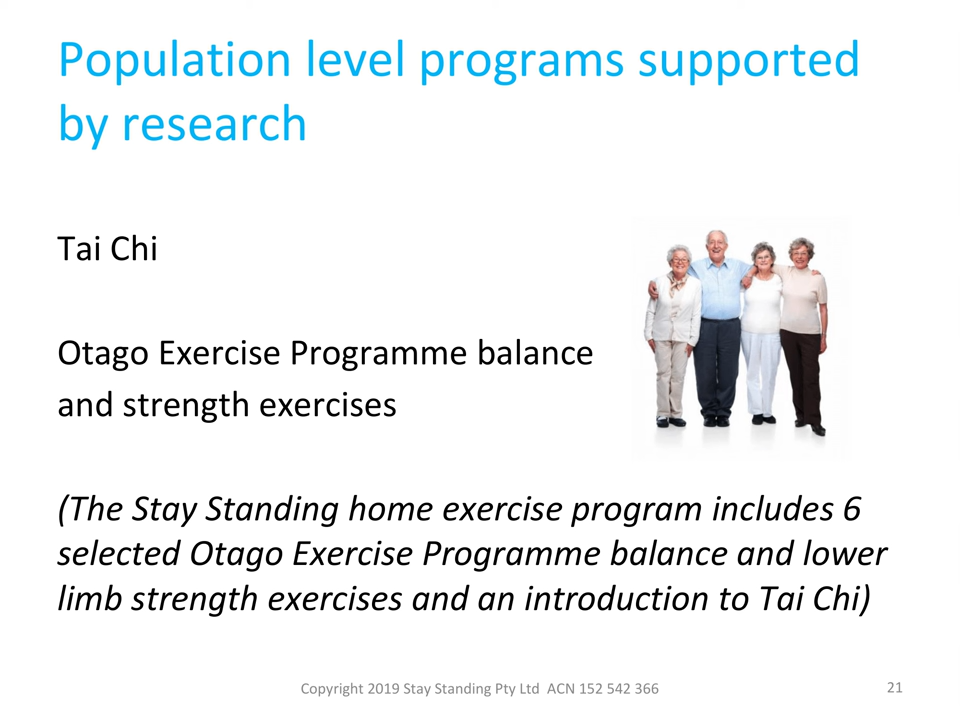 Population level programs supported
by research
Tai Chi
Otago Exercise Programme balance
and strength exercises
(The Stay Standing home exercise program includes 6
selected Otago Exercise Programme balance and lower
limb strength exercises and an introduction to Tai Chi)
Copyright 2019 Stay Standing Pty Ltd  ACN 152 542 366
21